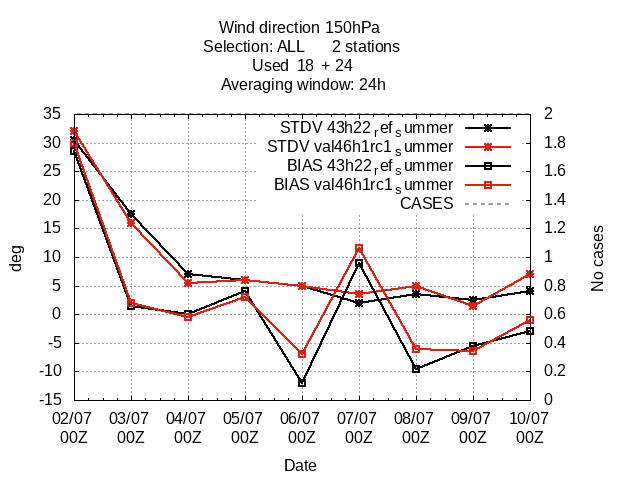 Wind direction 150hPa
Selection: ALL 2 stations
Used 18 + 24
Averaging window: 24h
35 2
STDV 43h22refsummer
30 1.8
STDV val46h1rc1summer
25 1.6
BIAS 43h22refsummer
BIAS val46h1rc1summer
20 1.4
CASES
15 1.2
10 1
5 0.8
0 0.6
-5 0.4
-10 0.2
-15 0
deg
No cases
02/07 03/07 04/07 05/07 06/07 07/07 08/07 09/07 10/07
00Z 00Z 00Z 00Z 00Z 00Z 00Z 00Z 00Z
Date